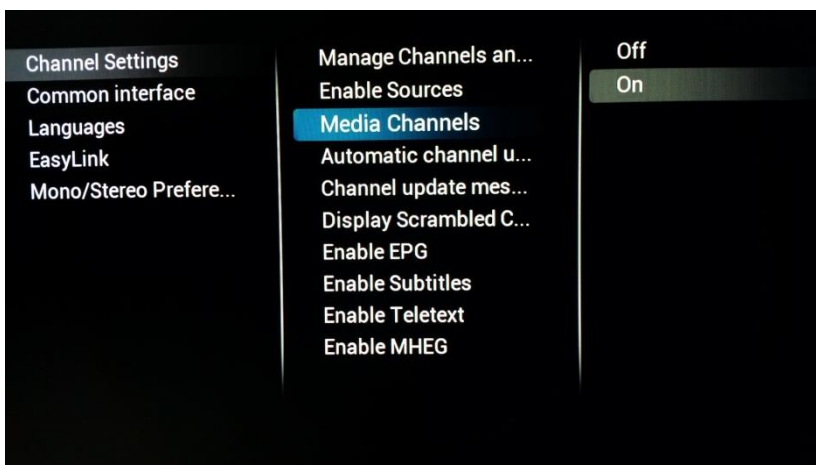 Channel Settings
Common interface
Languages
EasyLink
Mono/Stereo Prefere...
Manage Channels an...
Enable Sources
Media Channels
Automatic channel u...
Channel update mes...
Display Scrambled C...
Enable EPG
Enable Subtitles
Enable Teletext
Enable MHEG
Off
On